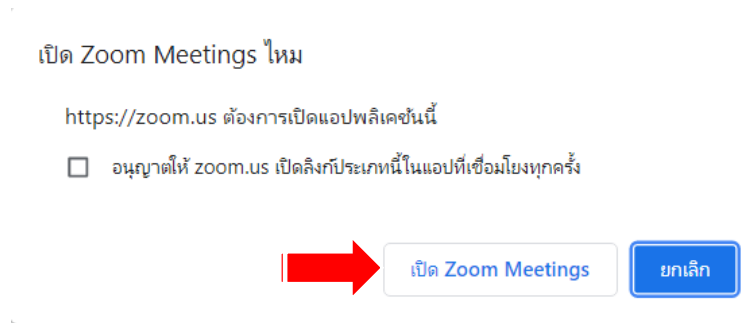 เปิด Zoom Meetings ไหม
https://zoom.us ต้องการเปิดแอปพลิเคชันนี้
อนุญาตให้ zoom.us เปิดลิงก์ประเภทนี้ในแอปที่เชื่อมโยงทุกครั้ง
เปิด Zoom Meetings ยกเลิก